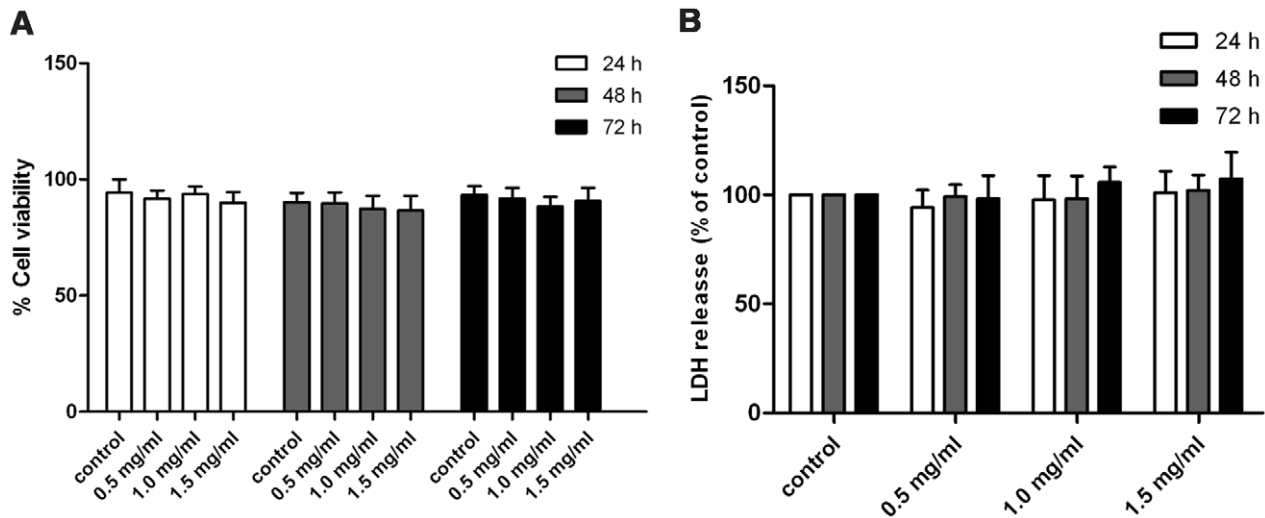 A
% Cell viability
150
100
50
0
24 h
48 h
72 h
control
0.5 mg/ml
1.0 mg/ml
1.5 mg/ml
control
0.5 mg/ml
1.0 mg/ml
1.5 mg/ml
control
0.5 mg/ml
1.0 mg/ml
1.5 mg/ml
B
LDH releasse (% of control)
150
100
50
0
24 h
48 h
72 h
control
0.5 mg/ml
1.0 mg/ml
1.5 mg/ml